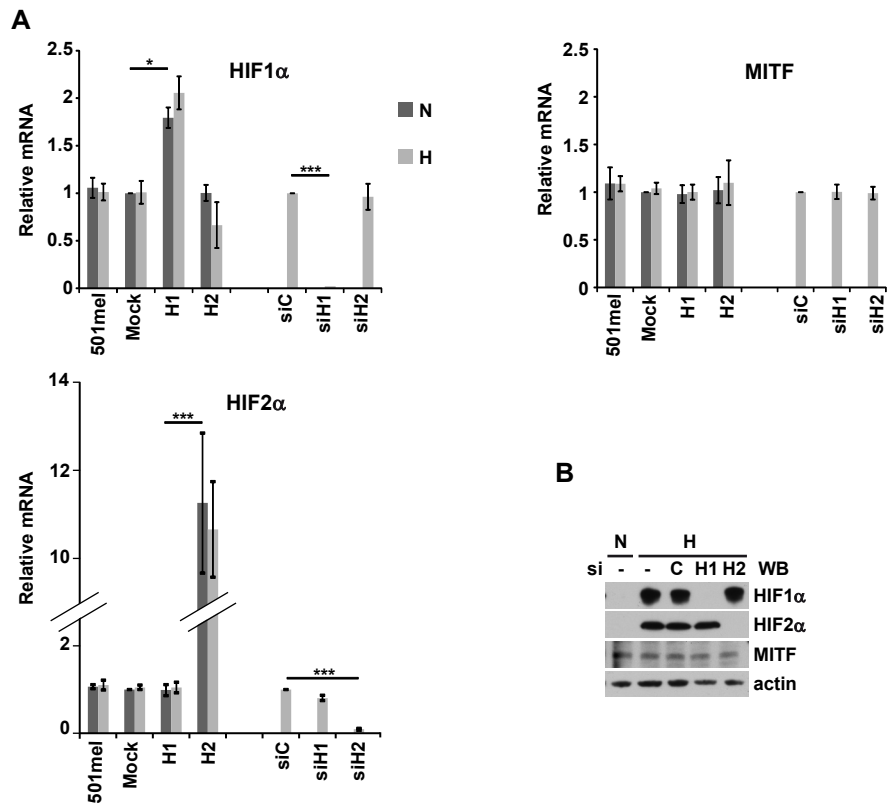 A
HIF1α
2.5
2
1.5
1
0.5
0
Relative mRNA
*
***
501mel
Mock
H1
H2
siC
siH1
siH2
N
H
MITF
2.5
2
1.5
1
0.5
0
Relative mRNA
501mel
Mock
H1
H2
siC
siH1
siH2
HIF2α
14
12
10
2
0
Relative mRNA
***
***
501mel
Mock
H1
H2
siC
siH1
siH2
B
N H
si - - C H1 H2 WB
HIF1α
HIF2α
MITF
actin